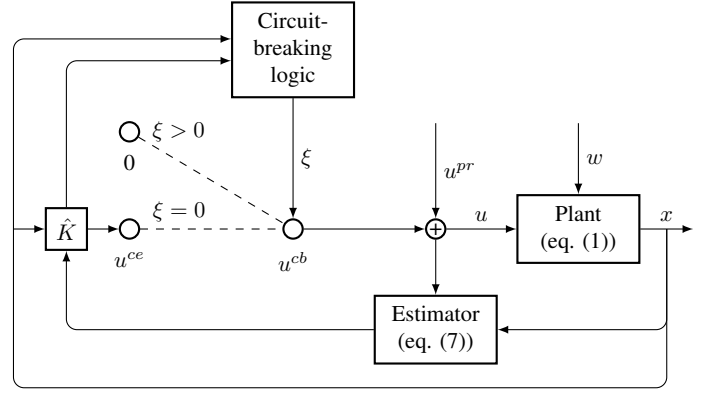 Circuit-
breaking
logic
ξ > 0
0
ξ
u^{pr}
w
ξ = 0
K̂
u^{ce}
u^{cb}
+
u
Plant
(eq. (1))
x
Estimator
(eq. (7))